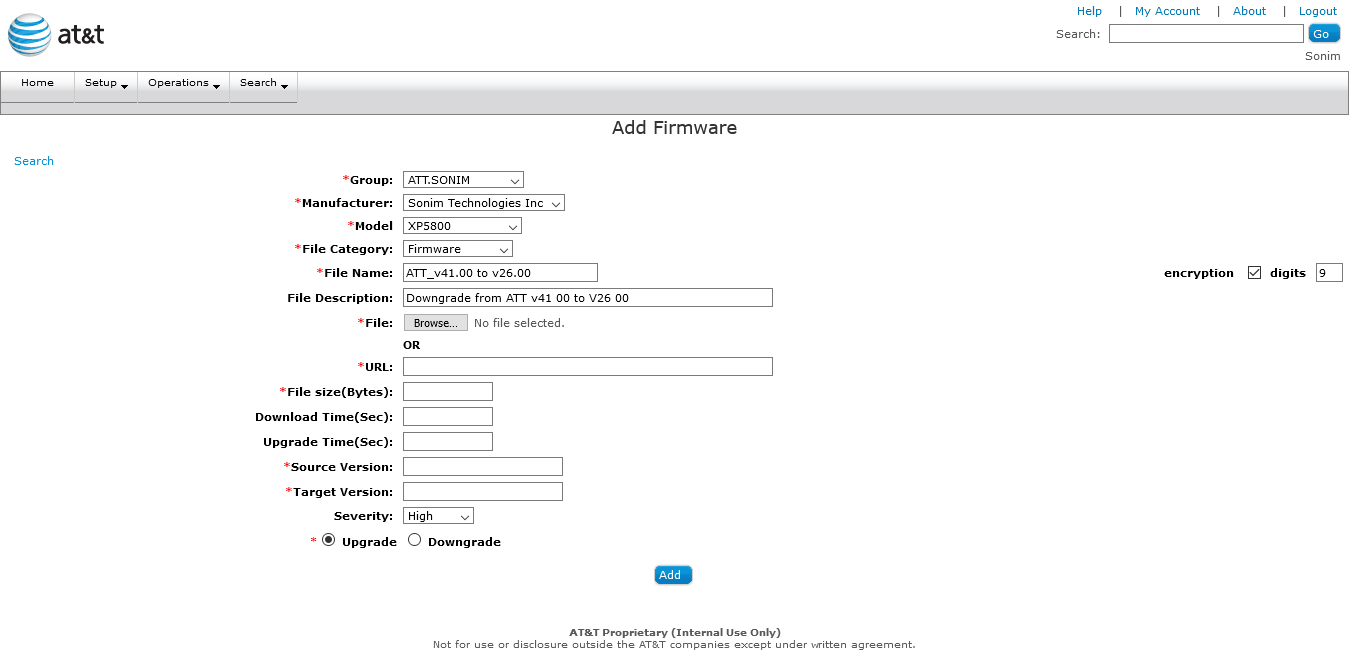 Help | My Account | About | Logout
at&t
Search: Go
Sonim
Home Setup Operations Search
Add Firmware
Search
*Group: ATT.SONIM
*Manufacturer: Sonim Technologies Inc
*Model XP5800
*File Category: Firmware
*File Name: ATT_v41.00 to v26.00 encryption digits 9
File Description: Downgrade from ATT v41 00 to V26 00
*File: Browse... No file selected.
OR
*URL:
*File size(Bytes):
Download Time(Sec):
Upgrade Time(Sec):
*Source Version:
*Target Version:
Severity: High
* Upgrade Downgrade
Add
AT&T Proprietary (Internal Use Only)
Not for use or disclosure outside the AT&T companies except under written agreement.